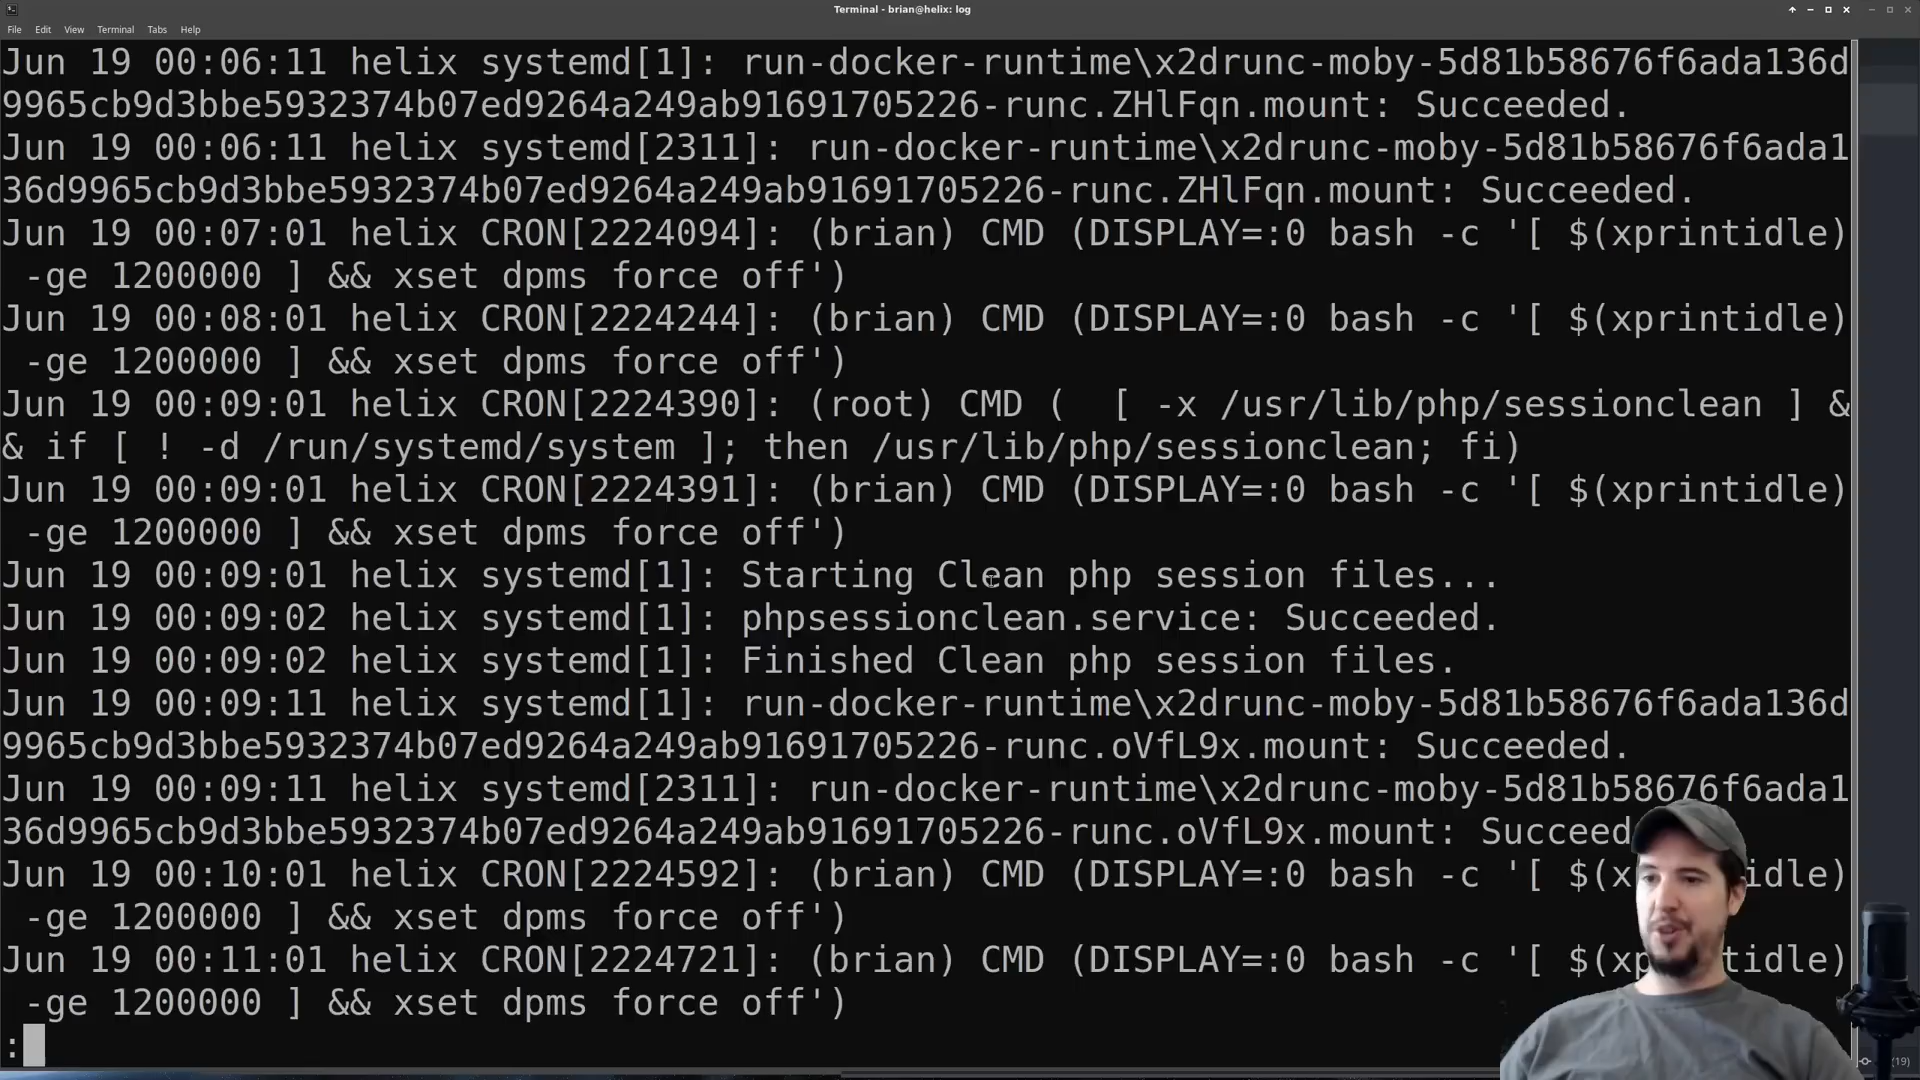 Terminal - brian@helix: log
File Edit View Terminal Tabs Help
Jun 19 00:06:11 helix systemd[1]: run-docker-runtime\x2drunc-moby-5d81b58676f6ada136d
9965cb9d3bbe5932374b07ed9264a249ab91691705226-runc.ZHlFqn.mount: Succeeded.
Jun 19 00:06:11 helix systemd[2311]: run-docker-runtime\x2drunc-moby-5d81b58676f6ada1
36d9965cb9d3bbe5932374b07ed9264a249ab91691705226-runc.ZHlFqn.mount: Succeeded.
Jun 19 00:07:01 helix CRON[2224094]: (brian) CMD (DISPLAY=:0 bash -c '[ $(xprintidle)
 -ge 1200000 ] && xset dpms force off')
Jun 19 00:08:01 helix CRON[2224244]: (brian) CMD (DISPLAY=:0 bash -c '[ $(xprintidle)
 -ge 1200000 ] && xset dpms force off')
Jun 19 00:09:01 helix CRON[2224390]: (root) CMD (  [ -x /usr/lib/php/sessionclean ] &
& if [ ! -d /run/systemd/system ]; then /usr/lib/php/sessionclean; fi)
Jun 19 00:09:01 helix CRON[2224391]: (brian) CMD (DISPLAY=:0 bash -c '[ $(xprintidle)
 -ge 1200000 ] && xset dpms force off')
Jun 19 00:09:01 helix systemd[1]: Starting Clean php session files...
Jun 19 00:09:02 helix systemd[1]: phpsessionclean.service: Succeeded.
Jun 19 00:09:02 helix systemd[1]: Finished Clean php session files.
Jun 19 00:09:11 helix systemd[1]: run-docker-runtime\x2drunc-moby-5d81b58676f6ada136d
9965cb9d3bbe5932374b07ed9264a249ab91691705226-runc.oVfL9x.mount: Succeeded.
Jun 19 00:09:11 helix systemd[2311]: run-docker-runtime\x2drunc-moby-5d81b58676f6ada1
36d9965cb9d3bbe5932374b07ed9264a249ab91691705226-runc.oVfL9x.mount: Succeed
Jun 19 00:10:01 helix CRON[2224592]: (brian) CMD (DISPLAY=:0 bash -c '[ $(x idle)
 -ge 1200000 ] && xset dpms force off')
Jun 19 00:11:01 helix CRON[2224721]: (brian) CMD (DISPLAY=:0 bash -c '[ $(xp tidle)
 -ge 1200000 ] && xset dpms force off')
:
(19)